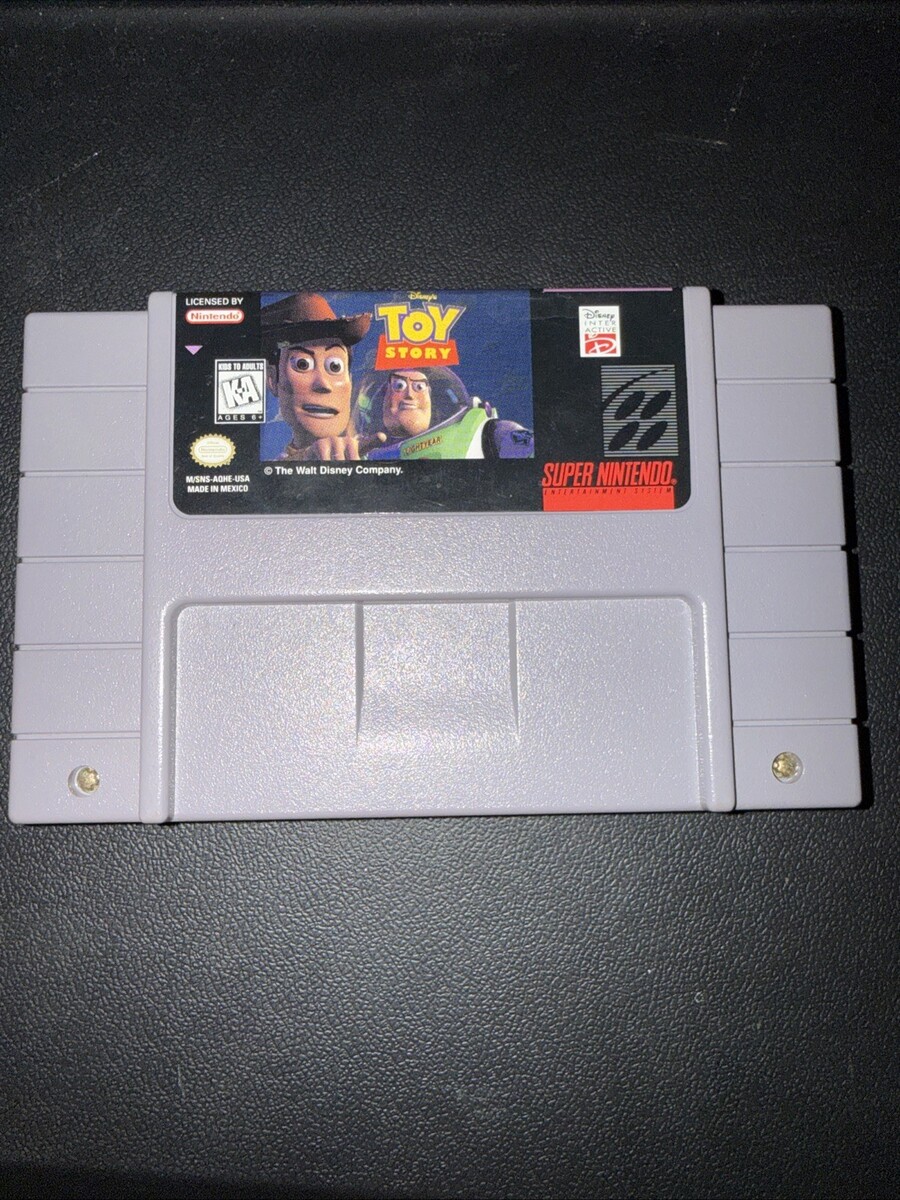 LICENSED BY
Nintendo
KIDS TO ADULTS
K-A
AGES 6+
M/SNS-AQHE-USA
MADE IN MEXICO
Disney's
TOY
STORY
LIGHTYEAR
© The Walt Disney Company.
Disney
INTER
ACTIVE
SUPER NINTENDO
ENTERTAINMENT SYSTEM